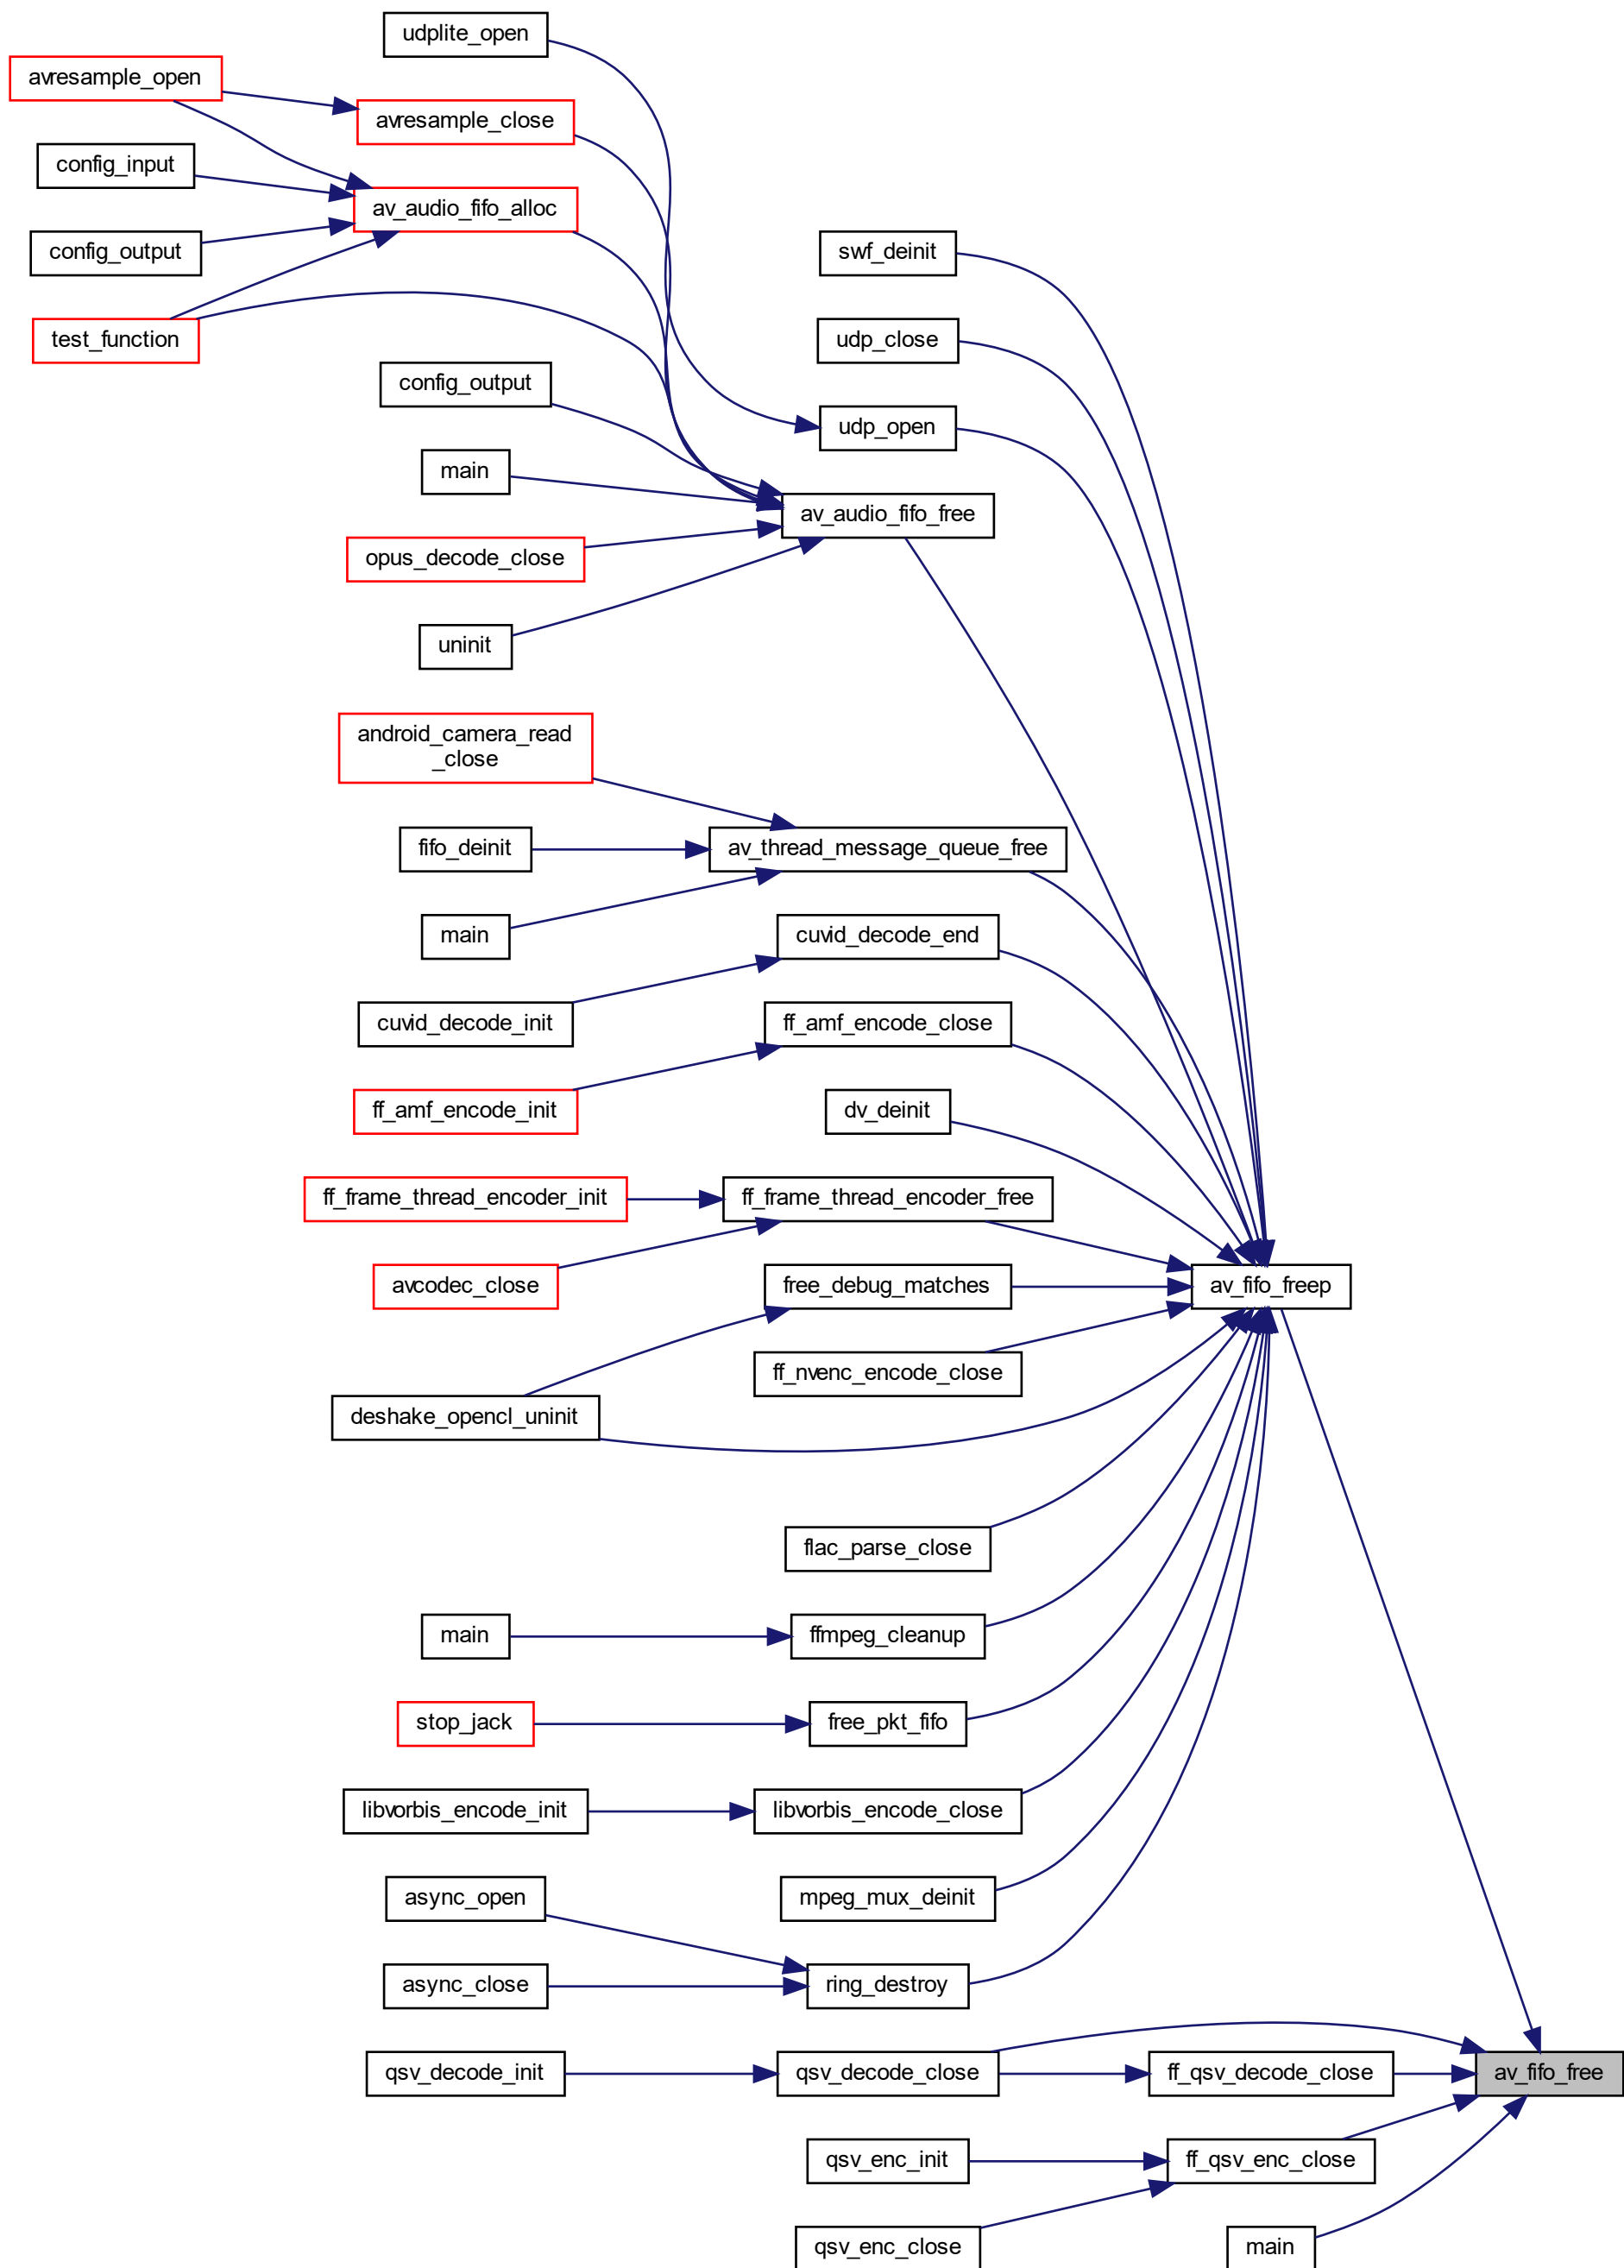 udplite_open
avresample_open
avresample_close
config_input
av_audio_fifo_alloc
config_output
swf_deinit
test_function
udp_close
config_output
udp_open
main
av_audio_fifo_free
opus_decode_close
uninit
android_camera_read
_close
fifo_deinit
av_thread_message_queue_free
main
cuvid_decode_end
cuvid_decode_init
ff_amf_encode_close
ff_amf_encode_init
dv_deinit
ff_frame_thread_encoder_init
ff_frame_thread_encoder_free
avcodec_close
free_debug_matches
av_fifo_freep
ff_nvenc_encode_close
deshake_opencl_uninit
flac_parse_close
main
ffmpeg_cleanup
stop_jack
free_pkt_fifo
libvorbis_encode_init
libvorbis_encode_close
async_open
mpeg_mux_deinit
async_close
ring_destroy
qsv_decode_init
qsv_decode_close
ff_qsv_decode_close
av_fifo_free
qsv_enc_init
ff_qsv_enc_close
qsv_enc_close
main